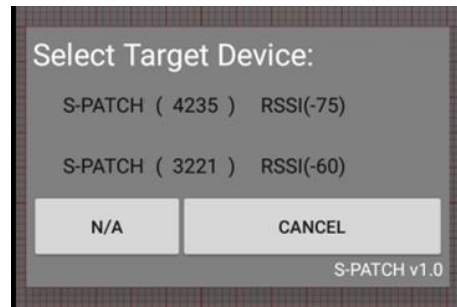 Select Target Device:
S-PATCH ( 4235 ) RSSI(-75)
S-PATCH ( 3221 ) RSSI(-60)
N/A CANCEL
S-PATCH v1.0